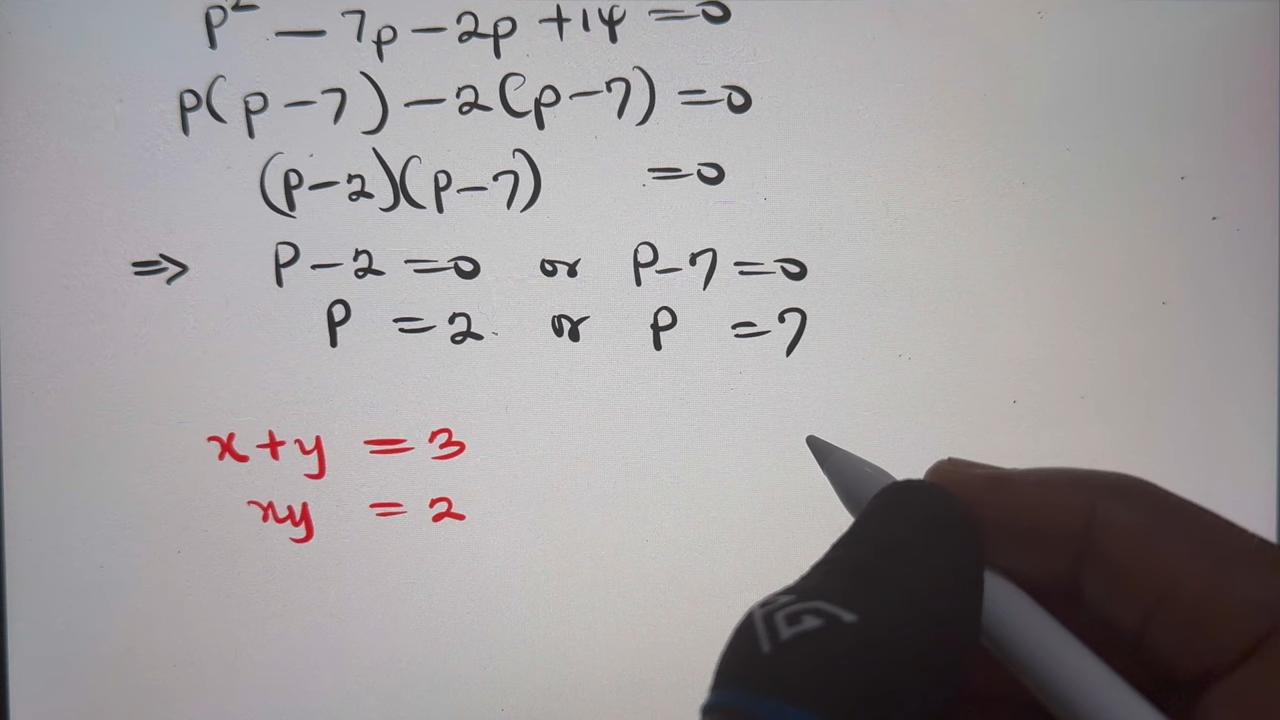 p² − 7p − 2p + 14 = 0
p(p − 7) − 2(p − 7) = 0
(p − 2)(p − 7) = 0
⇒ p − 2 = 0 or p − 7 = 0
p = 2 or p = 7
x + y = 3
xy = 2